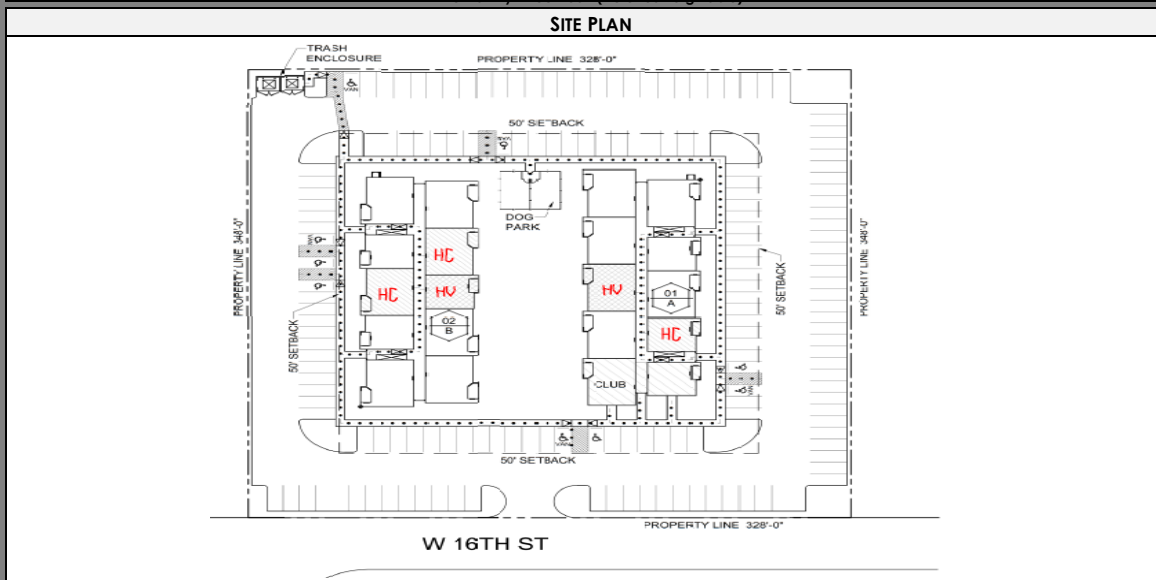 SITE PLAN
TRASH
ENCLOSURE
PROPERTY LINE 328'-0"
VAN
50' SETBACK
DOG
PARK
PROPERTY LINE 348'-0"
PROPERTY LINE 348'-0"
50' SETBACK
50' SETBACK
HC
HC
HV
HV
01
A
HC
02
B
CLUB
VAN
VAN
50' SETBACK
PROPERTY LINE 328'-0"
W 16TH ST